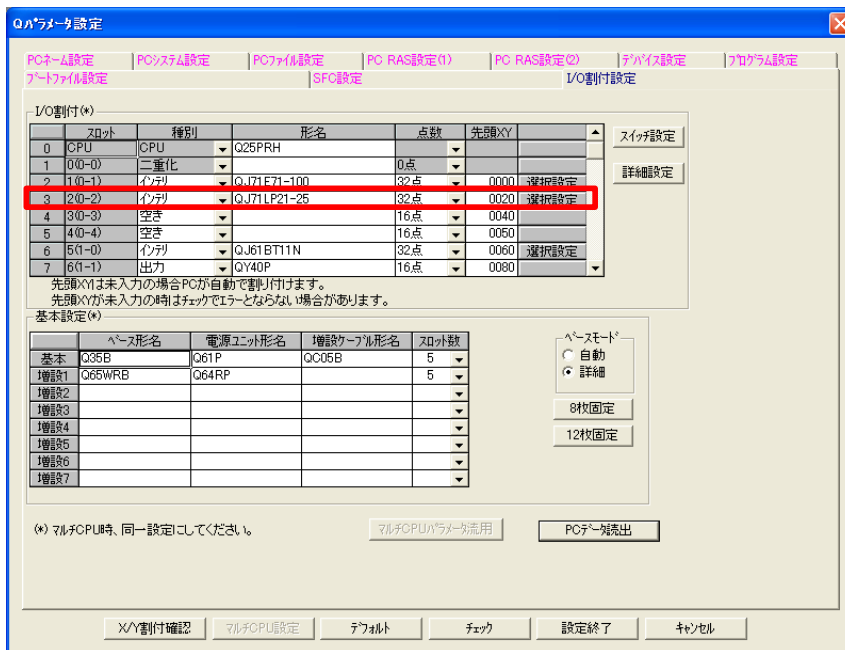 Qパラメータ設定
PCネーム設定 PCシステム設定 PCファイル設定 PC RAS設定(1) PC RAS設定(2) デバイス設定 プログラム設定
ブートファイル設定 SFC設定 I/O割付設定
I/O割付(*)
スロット 種別 形名 点数 先頭XY
0 CPU CPU Q25PRH
1 0(0-0) 二重化 0点
2 1(0-1) インテリ QJ71E71-100 32点 0000 選択設定
3 2(0-2) インテリ QJ71LP21-25 32点 0020 選択設定
4 3(0-3) 空き 16点 0040
5 4(0-4) 空き 16点 0050
6 5(1-0) インテリ QJ61BT11N 32点 0060 選択設定
7 6(1-1) 出力 QY40P 16点 0080
スイッチ設定
詳細設定
先頭XYは未入力の場合PCが自動で割り付けます。
先頭XYが未入力の時はチェックでエラーとならない場合があります。
基本設定(*)
ベース形名 電源ユニット形名 増設ケーブル形名 スロット数
基本 Q35B Q61P QC05B 5
増設1 Q65WRB Q64RP 5
増設2
増設3
増設4
増設5
増設6
増設7
ベースモード
自動
詳細
8枚固定
12枚固定
(*) マルチCPU時、同一設定にしてください。
マルチCPUパラメータ流用
PCデータ読出
X/Y割付確認 マルチCPU設定 デフォルト チェック 設定終了 キャンセル